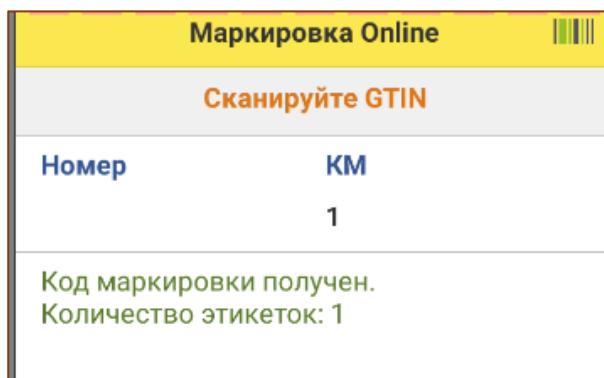 Маркировка Online
Сканируйте GTIN
Номер КМ
1
Код маркировки получен.
Количество этикеток: 1